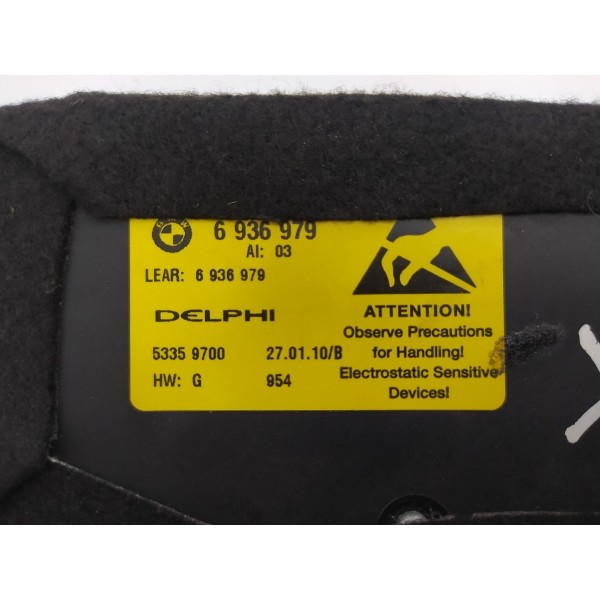 6 936 979
AI: 03
LEAR: 6 936 979
DELPHI
5335 9700 27.01.10/B
HW: G 954
ATTENTION!
Observe Precautions
for Handling!
Electrostatic Sensitive
Devices!
X